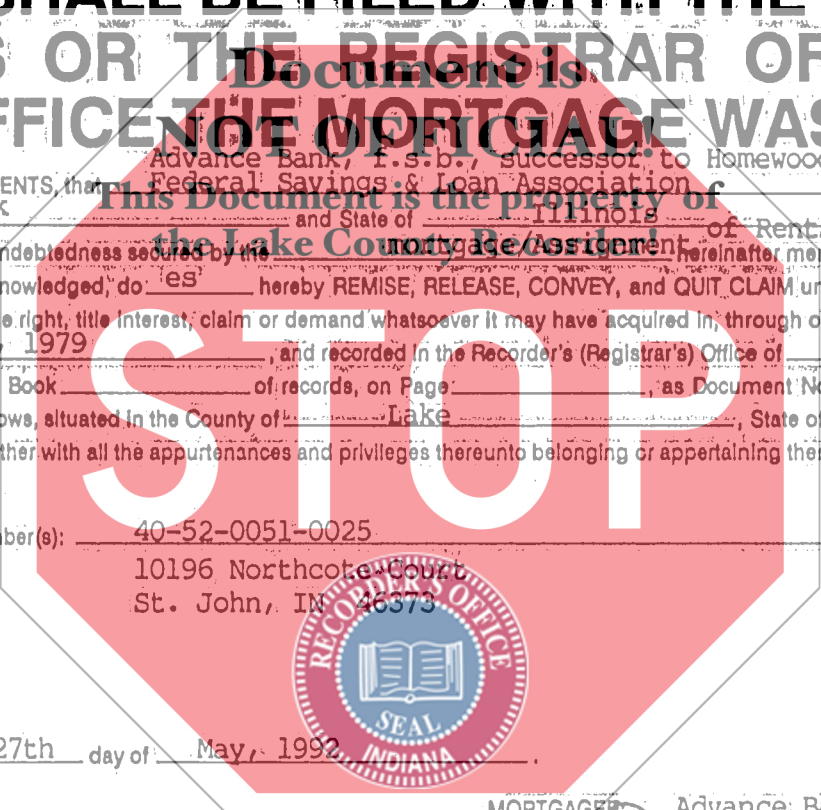 SHALL BE FILED WITH THE
S OR THE REGISTRAR OF
FFICE THE MORTGAGE WAS
Document is
NOT OFFICIAL!
This Document is the property of
the Lake County Recorder!
Advance Bank, f.s.b., successor to Homewood
ENTS, that Federal Savings & Loan Association
and State of Illinois
ndebtedness secured by the mortgage/Assignment of Rent
hereinafter men
nowledged, do es hereby REMISE, RELEASE, CONVEY, and QUIT CLAIM un
e right, title interest, claim or demand whatsoever it may have acquired in, through o
, 1979 , and recorded in the Recorder's (Registrar's) Office of
Book of records, on Page , as Document No
ows, situated in the County of Lake , State of
ther with all the appurtenances and privileges thereunto belonging or appertaining ther
STOP
ber(s): 40-52-0051-0025
10196 Northcote Court
St. John, IN 46373
RECORDER'S OFFICE
SEAL
INDIANA
27th day of May, 1992 .
MORTGAGEE Advance B